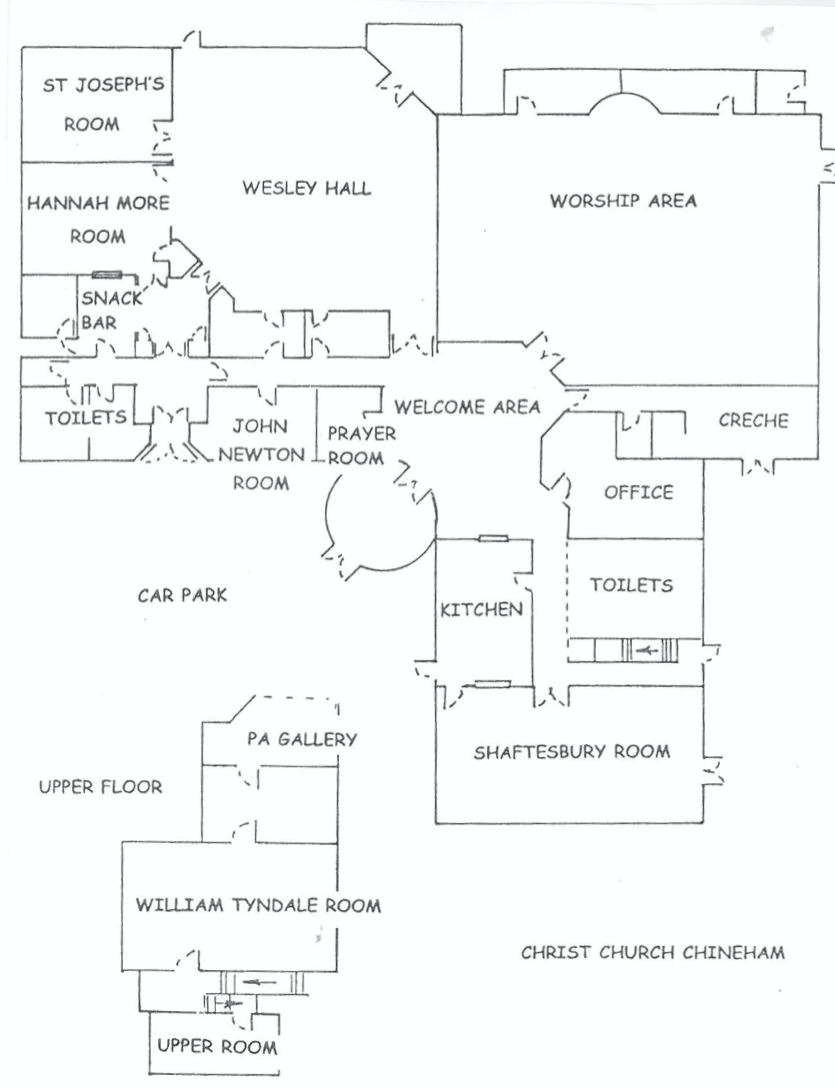 ST JOSEPH'S
ROOM
WESLEY HALL
WORSHIP AREA
HANNAH MORE
ROOM
SNACK
BAR
TOILETS
JOHN
NEWTON
ROOM
PRAYER
ROOM
WELCOME AREA
CRECHE
OFFICE
CAR PARK
KITCHEN
TOILETS
SHAFTESBURY ROOM
PA GALLERY
UPPER FLOOR
WILLIAM TYNDALE ROOM
CHRIST CHURCH CHINEHAM
UPPER ROOM